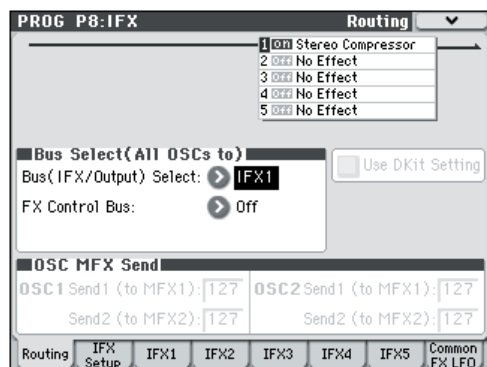 PROG P8:IFX Routing
1 on Stereo Compressor
2 Off No Effect
3 Off No Effect
4 Off No Effect
5 Off No Effect
Bus Select(All OSCs to)
Bus(IFX/Output) Select: IFX1
Use DKit Setting
FX Control Bus: Off
OSC MFX Send
OSC1 Send1 (to MFX1): 127 OSC2 Send1 (to MFX1): 127
Send2 (to MFX2): 127 Send2 (to MFX2): 127
Routing IFX Setup IFX1 IFX2 IFX3 IFX4 IFX5 Common FX LFO